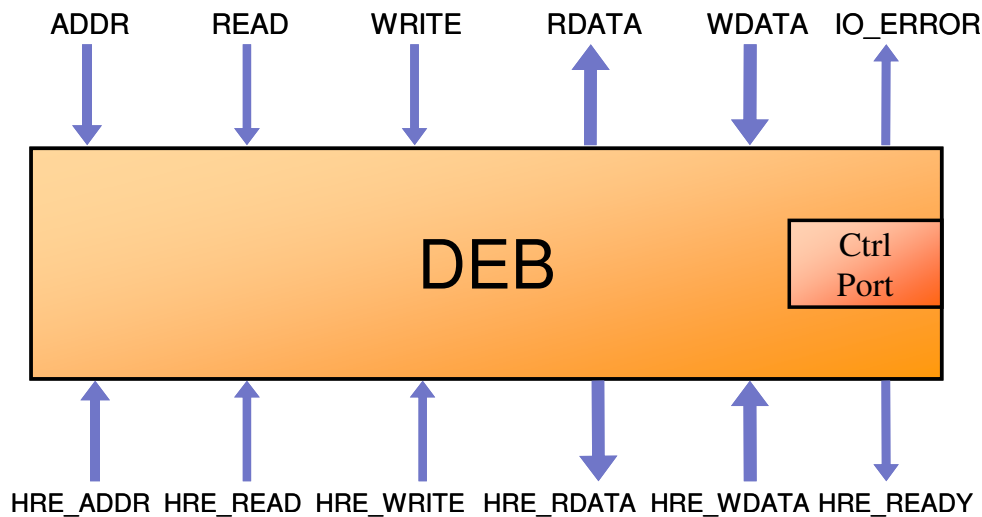 ADDR READ WRITE RDATA WDATA IO_ERROR
DEB
Ctrl
Port
HRE_ADDR HRE_READ HRE_WRITE HRE_RDATA HRE_WDATA HRE_READY